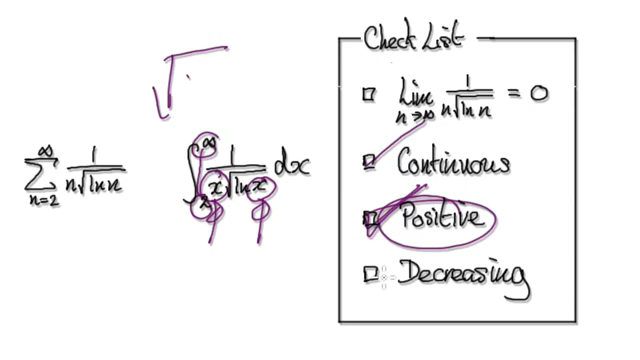 Check List
Lim n→∞ 1/(n√ln n) = 0
Continuous
Positive
Decreasing
∑ n=2 ∞ 1/(n√ln n)
∫ 2 ∞ 1/(x√ln x) dx
√